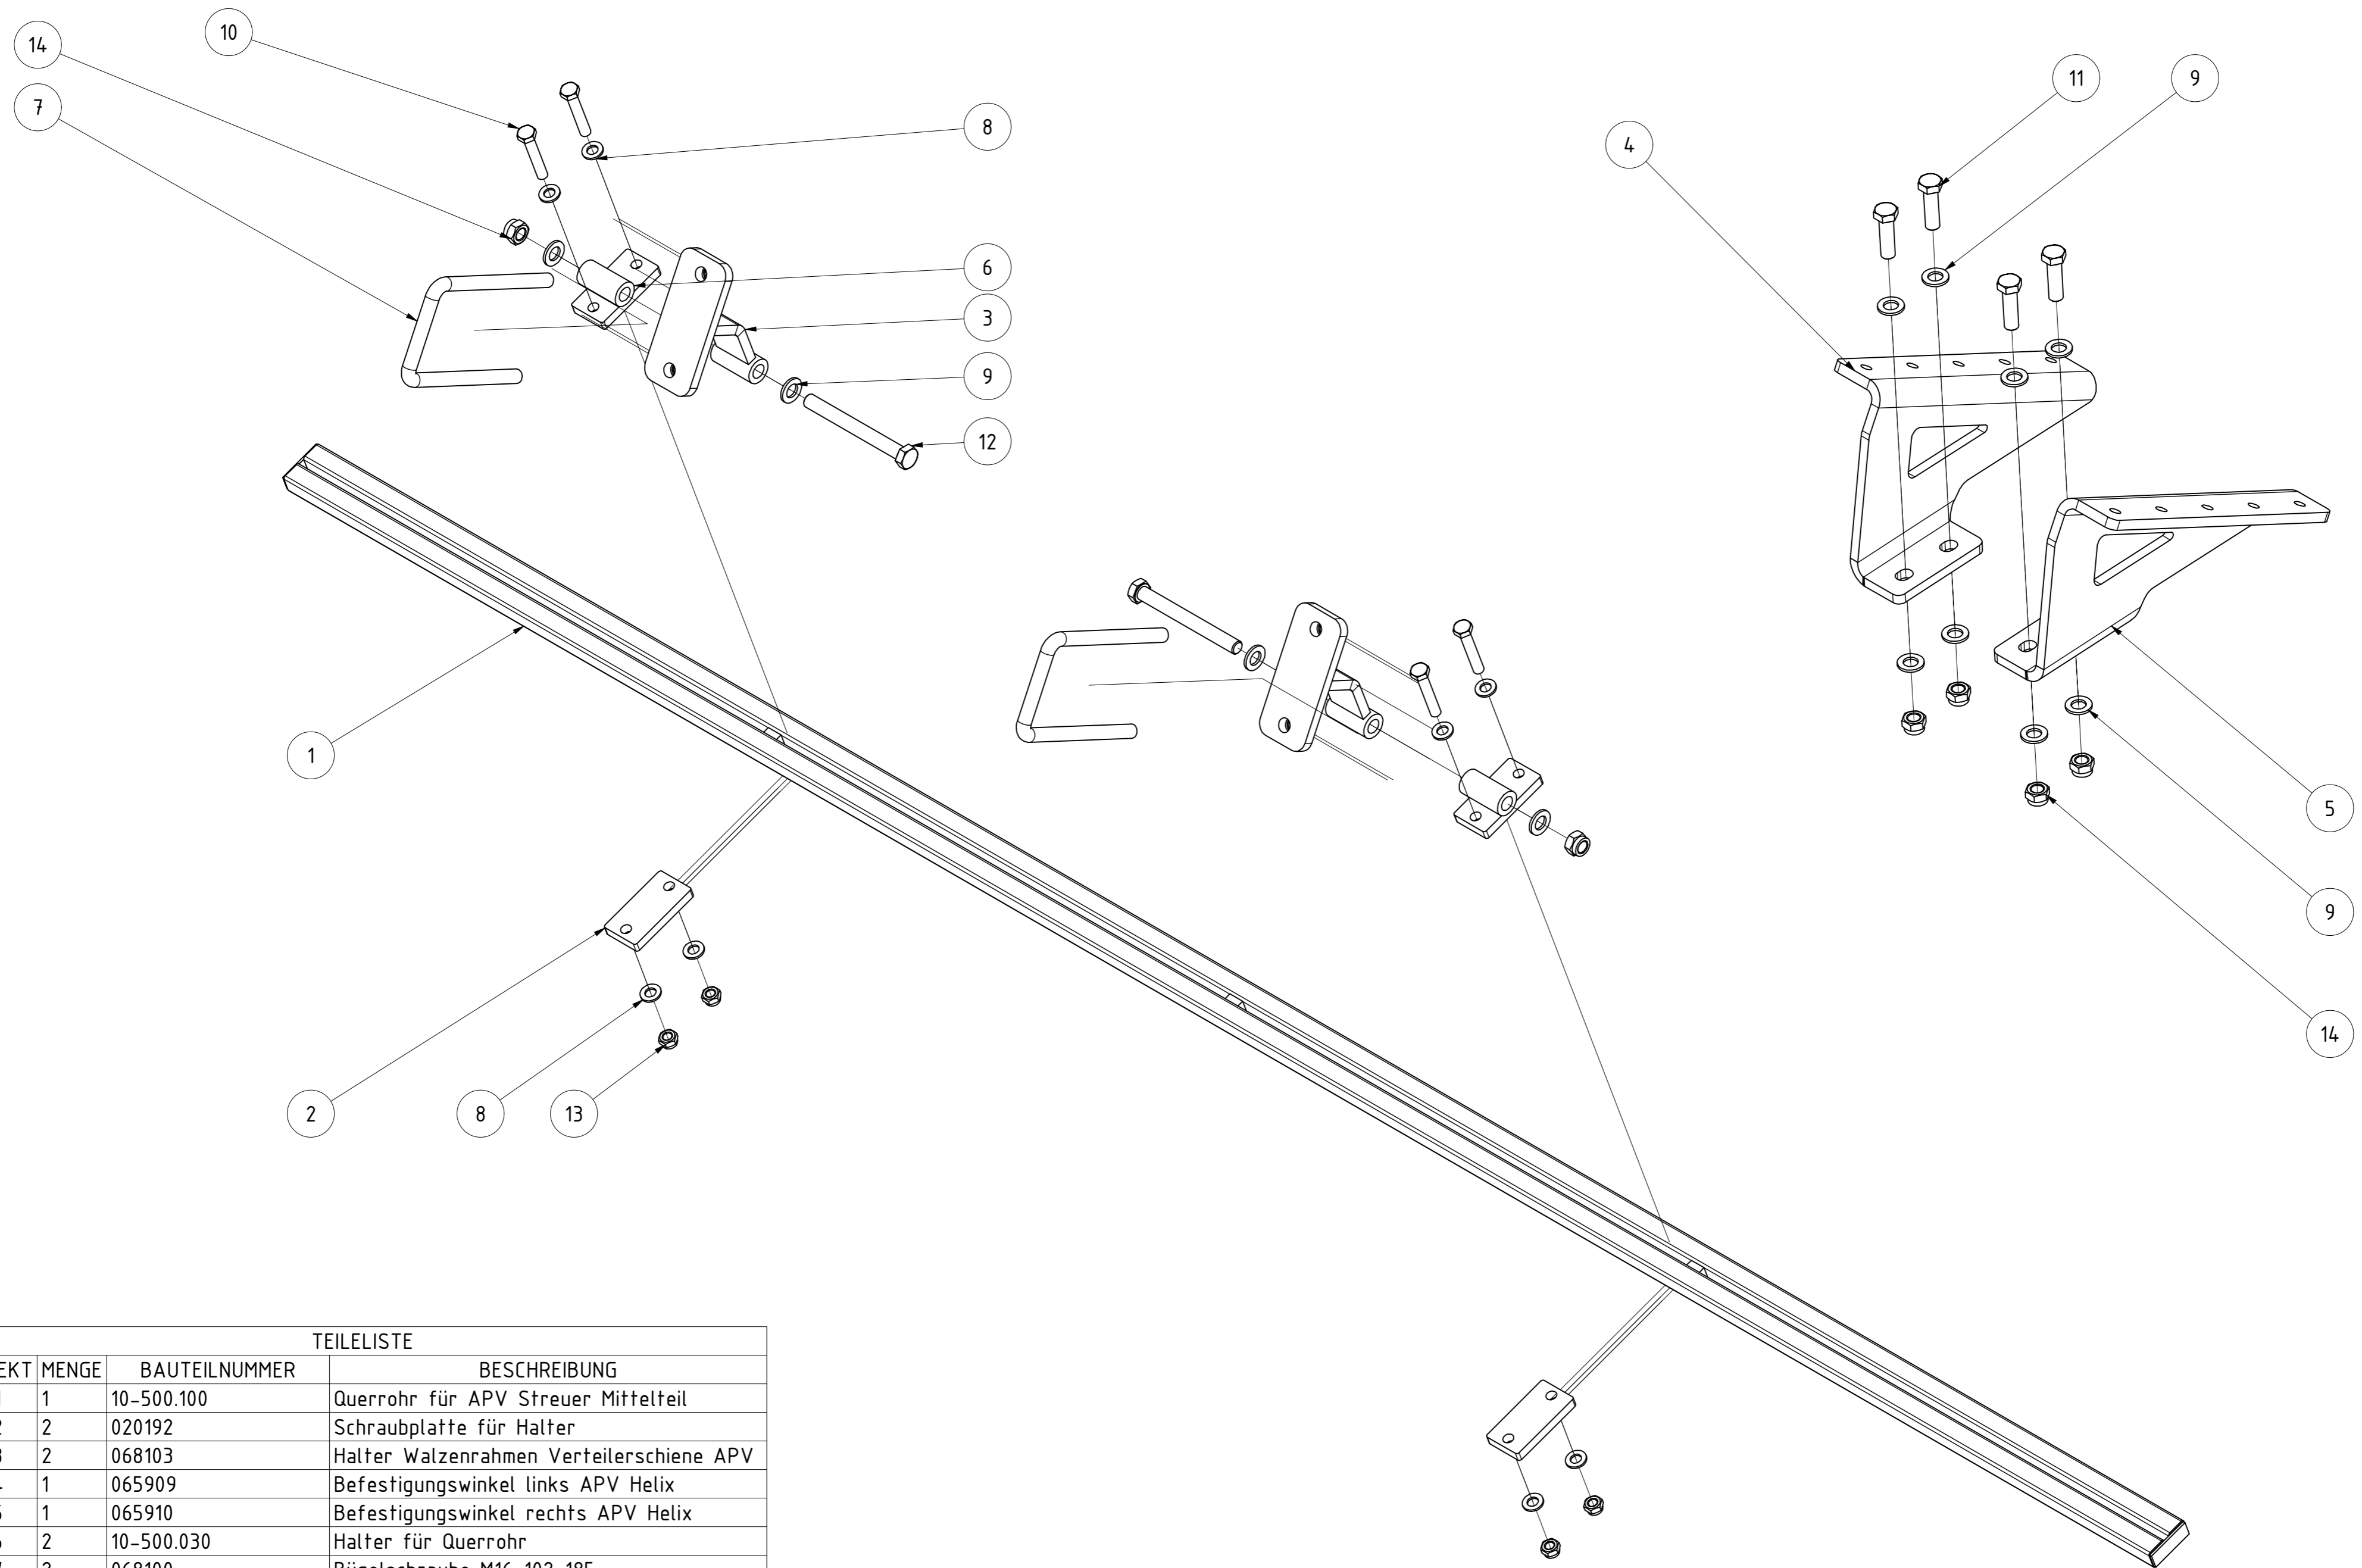 14
10
7
8
11
9
4
6
3
9
12
1
5
9
14
2
8
13
TEILELISTE
MENGE BAUTEILNUMMER BESCHREIBUNG
1 10-500.100 Querrohr für APV Streuer Mittelteil
2 020192 Schraubplatte für Halter
2 068103 Halter Walzenrahmen Verteilerschiene APV
1 065909 Befestigungswinkel links APV Helix
1 065910 Befestigungswinkel rechts APV Helix
2 10-500.030 Halter für Querrohr